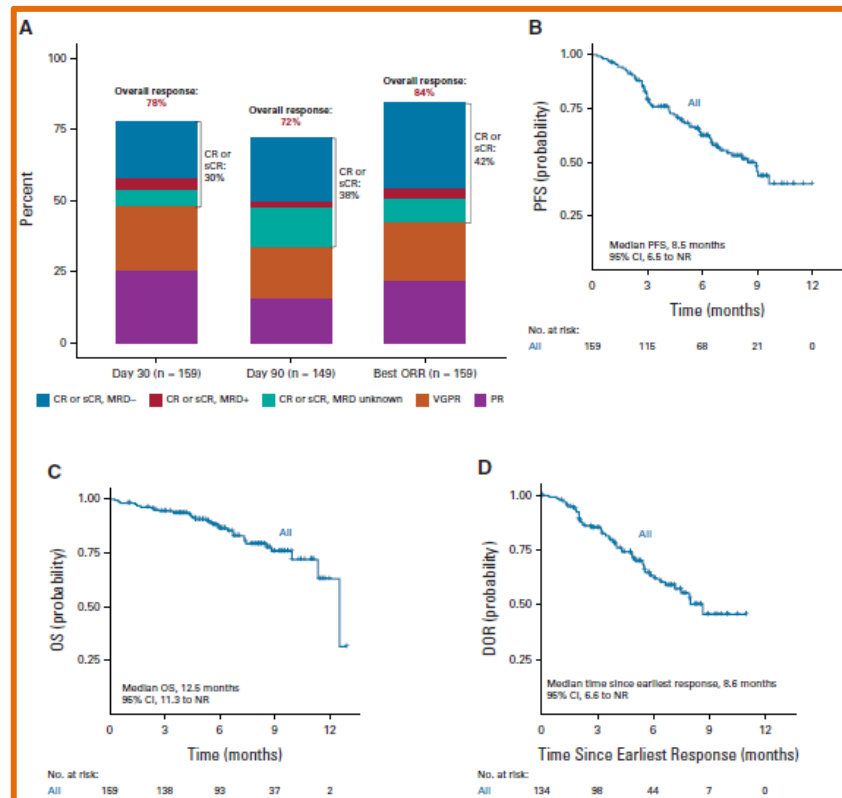 A
100
75
50
25
0
Percent
Overall response:
78%
CR or
sCR:
30%
Overall response:
72%
CR or
sCR:
38%
Overall response:
84%
CR or
sCR:
42%
Day 30 (n = 159)
Day 90 (n = 149)
Best ORR (n = 159)
CR or sCR, MRD–
CR or sCR, MRD+
CR or sCR, MRD unknown
VGPR
PR
B
1.00
0.75
0.50
0.25
PFS (probability)
All
Median PFS, 8.5 months
95% CI, 6.5 to NR
0 3 6 9 12
Time (months)
No. at risk:
All 159 115 68 21 0
C
1.00
0.75
0.50
0.25
OS (probability)
All
Median OS, 12.5 months
95% CI, 11.3 to NR
0 3 6 9 12
Time (months)
No. at risk:
All 159 138 93 37 2
D
1.00
0.75
0.50
0.25
DOR (probability)
All
Median time since earliest response, 8.6 months
95% CI, 6.6 to NR
0 3 6 9 12
Time Since Earliest Response (months)
No. at risk:
All 134 98 44 7 0